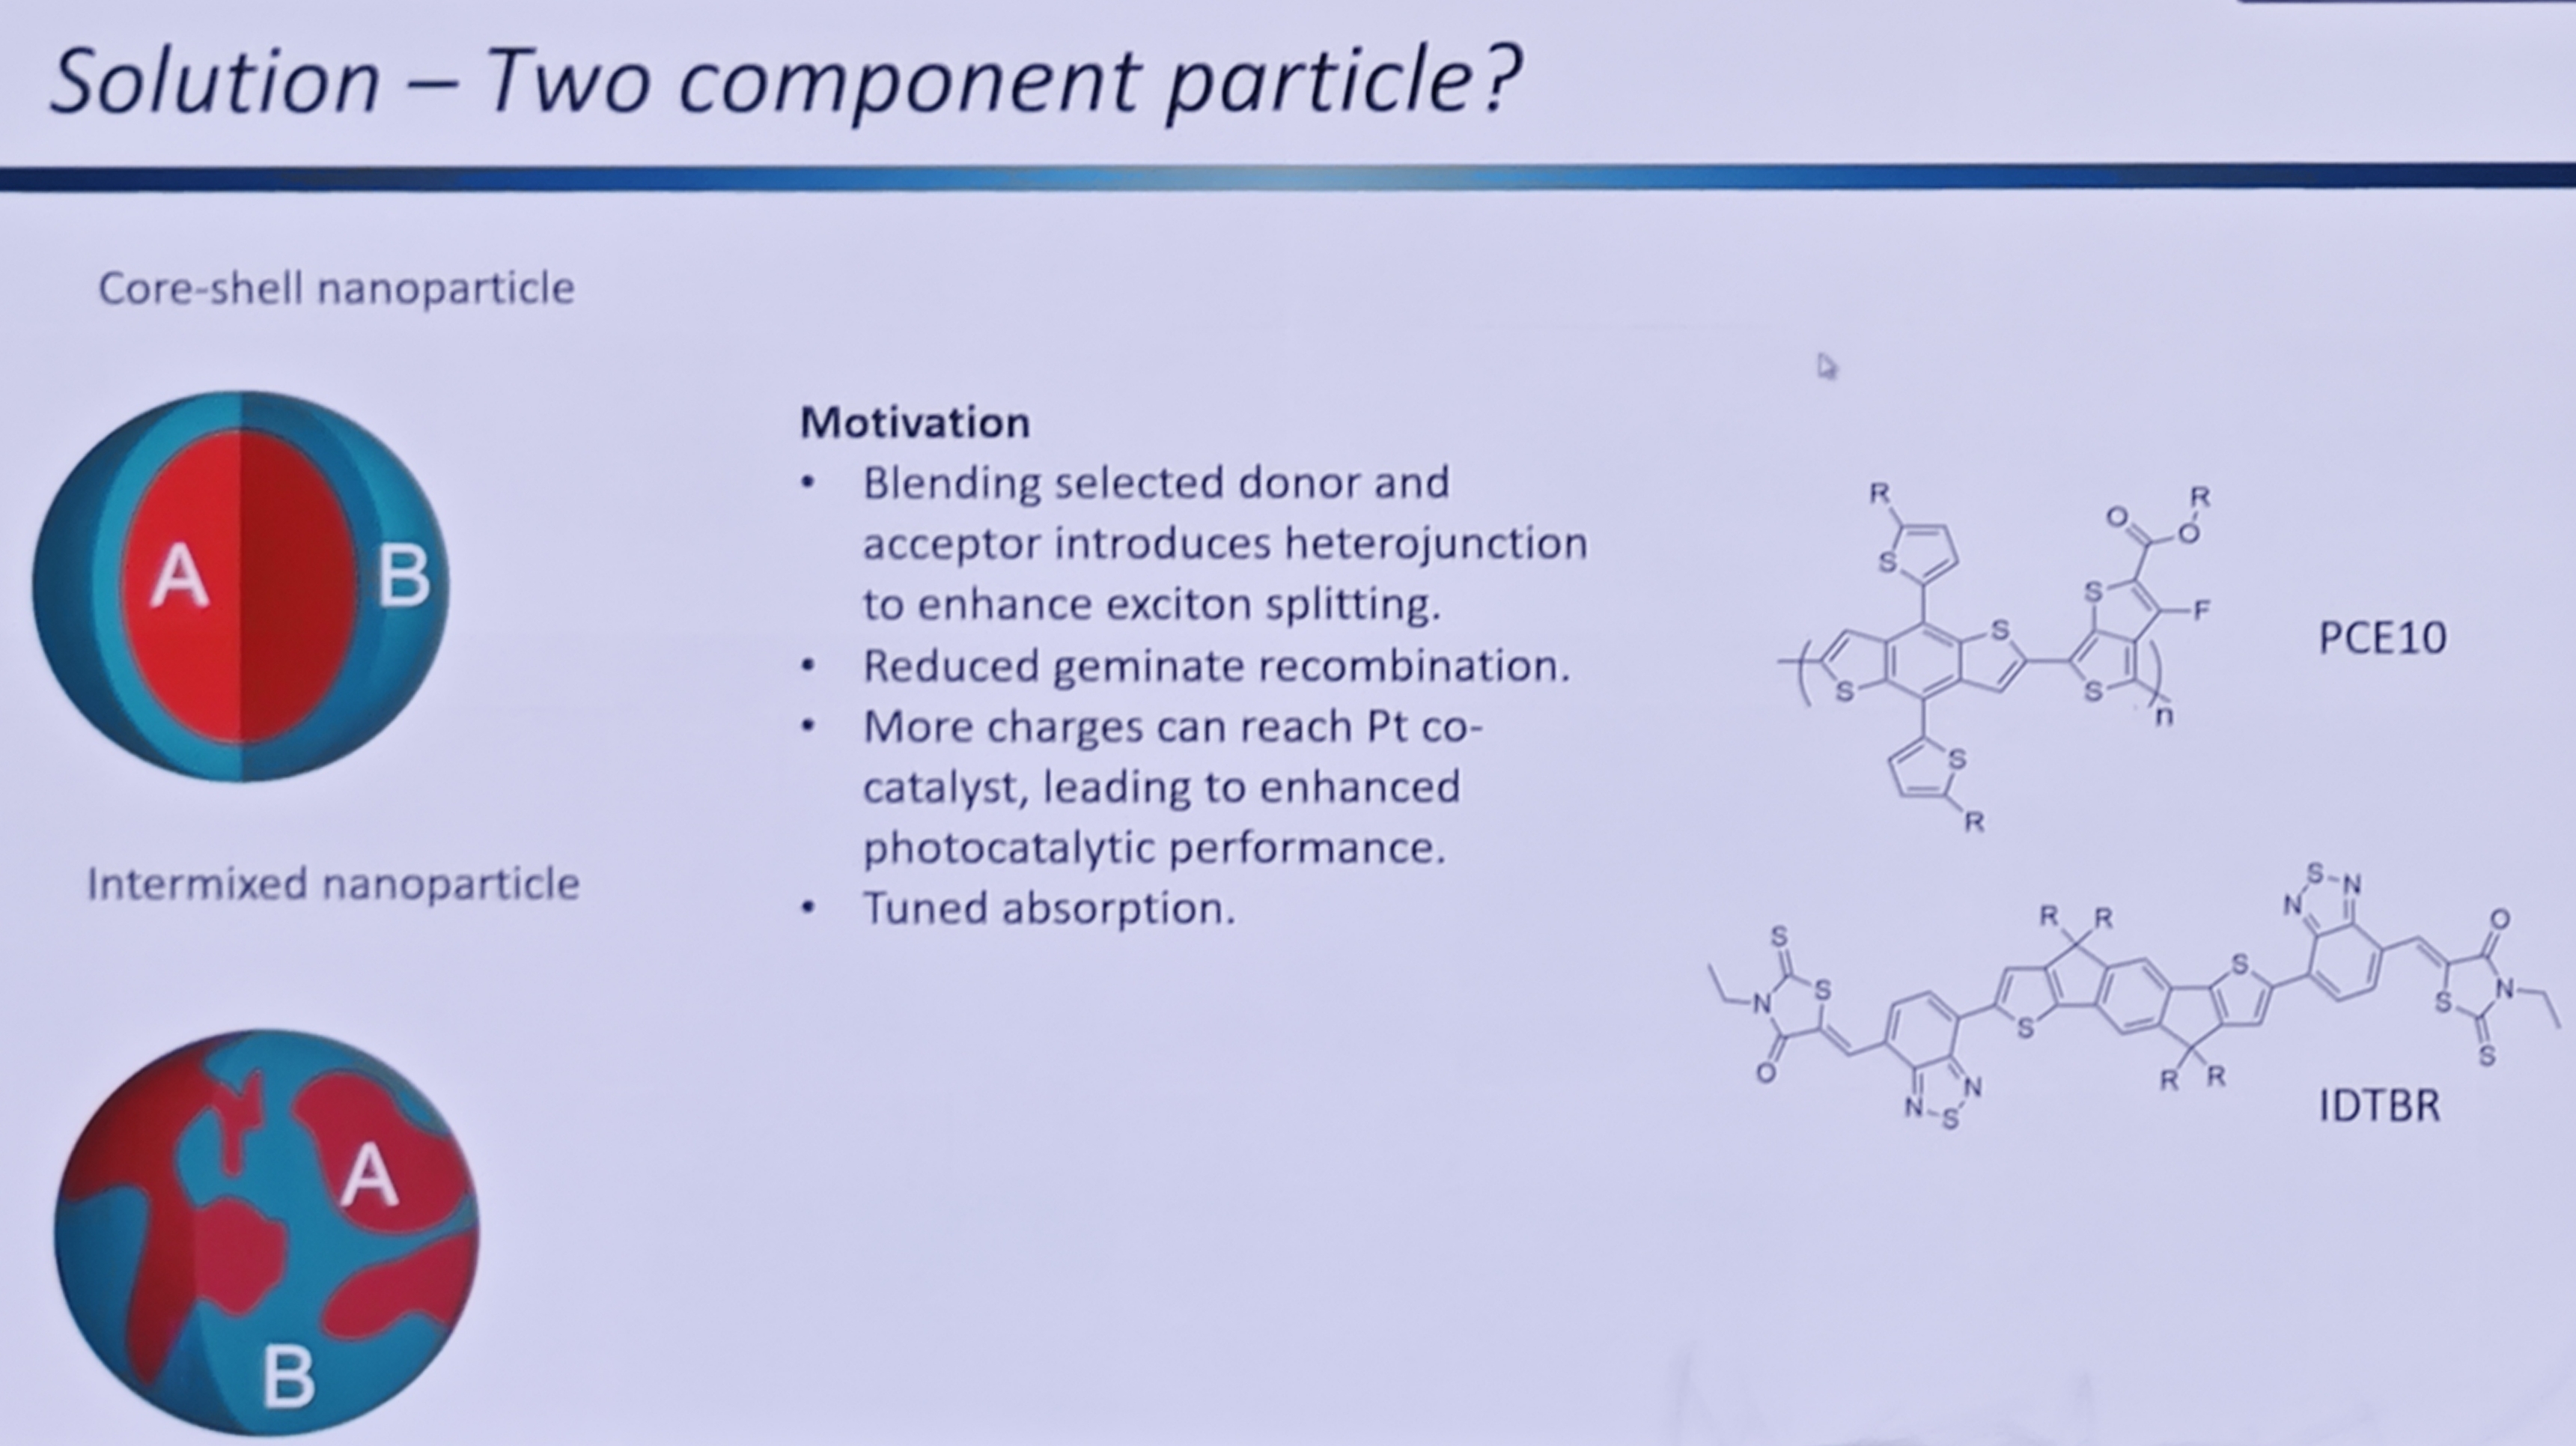 Solution – Two component particle?
Core-shell nanoparticle
A
B
Intermixed nanoparticle
A
B
Motivation
• Blending selected donor and
acceptor introduces heterojunction
to enhance exciton splitting.
• Reduced geminate recombination.
• More charges can reach Pt co-
catalyst, leading to enhanced
photocatalytic performance.
• Tuned absorption.
R
S
O
R
O
S
F
S
S
S
n
S
R
PCE10
S
N
S
O
N
S
N
S
R R
S
R R
N
S
N
O
S
N
S
IDTBR